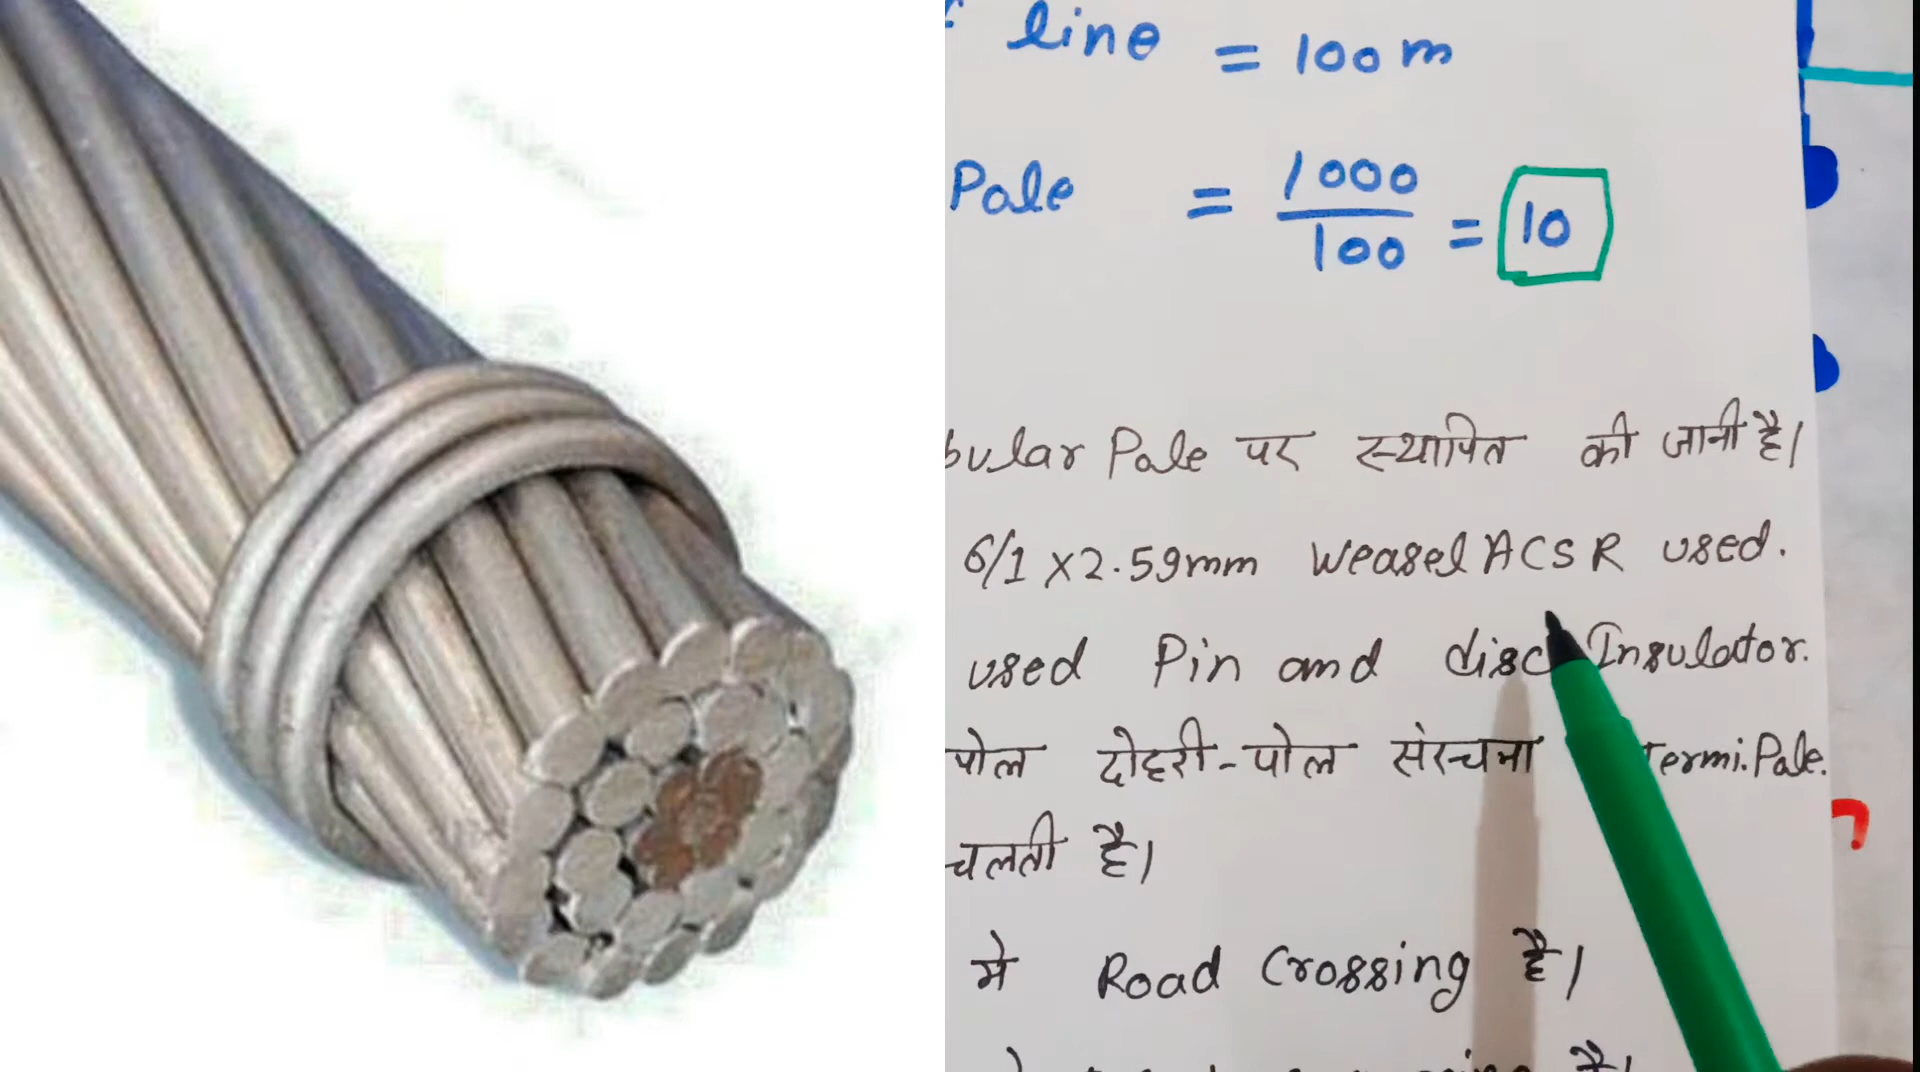 line = 100 m
Pole = 1000/100 = 10
bular Pole पर स्थापित की जानी है।
6/1 x 2.59mm Weasel ACSR used.
used Pin and disc Insulator.
पोल दोहरी-पोल संरचना Termi. Pole.
चलती है।
मे Road Crossing है।
है।